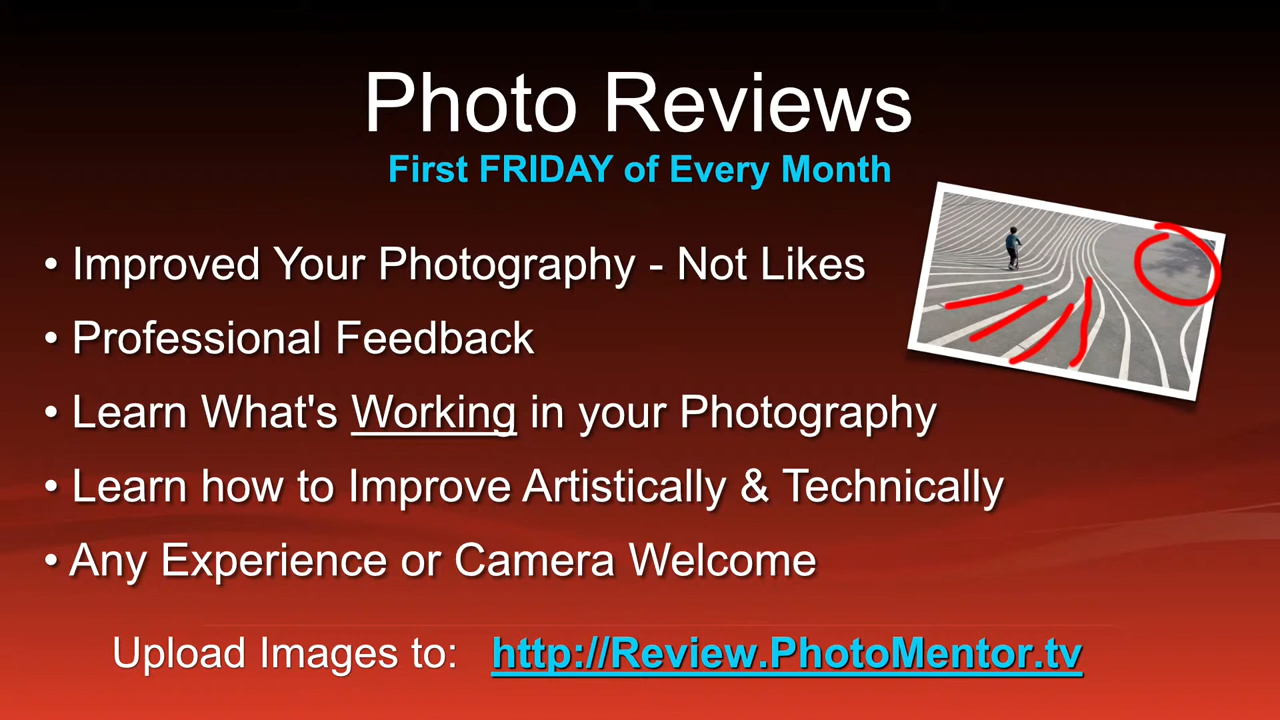 Photo Reviews
First FRIDAY of Every Month
• Improved Your Photography - Not Likes
• Professional Feedback
• Learn What's Working in your Photography
• Learn how to Improve Artistically & Technically
• Any Experience or Camera Welcome
Upload Images to: http://Review.PhotoMentor.tv